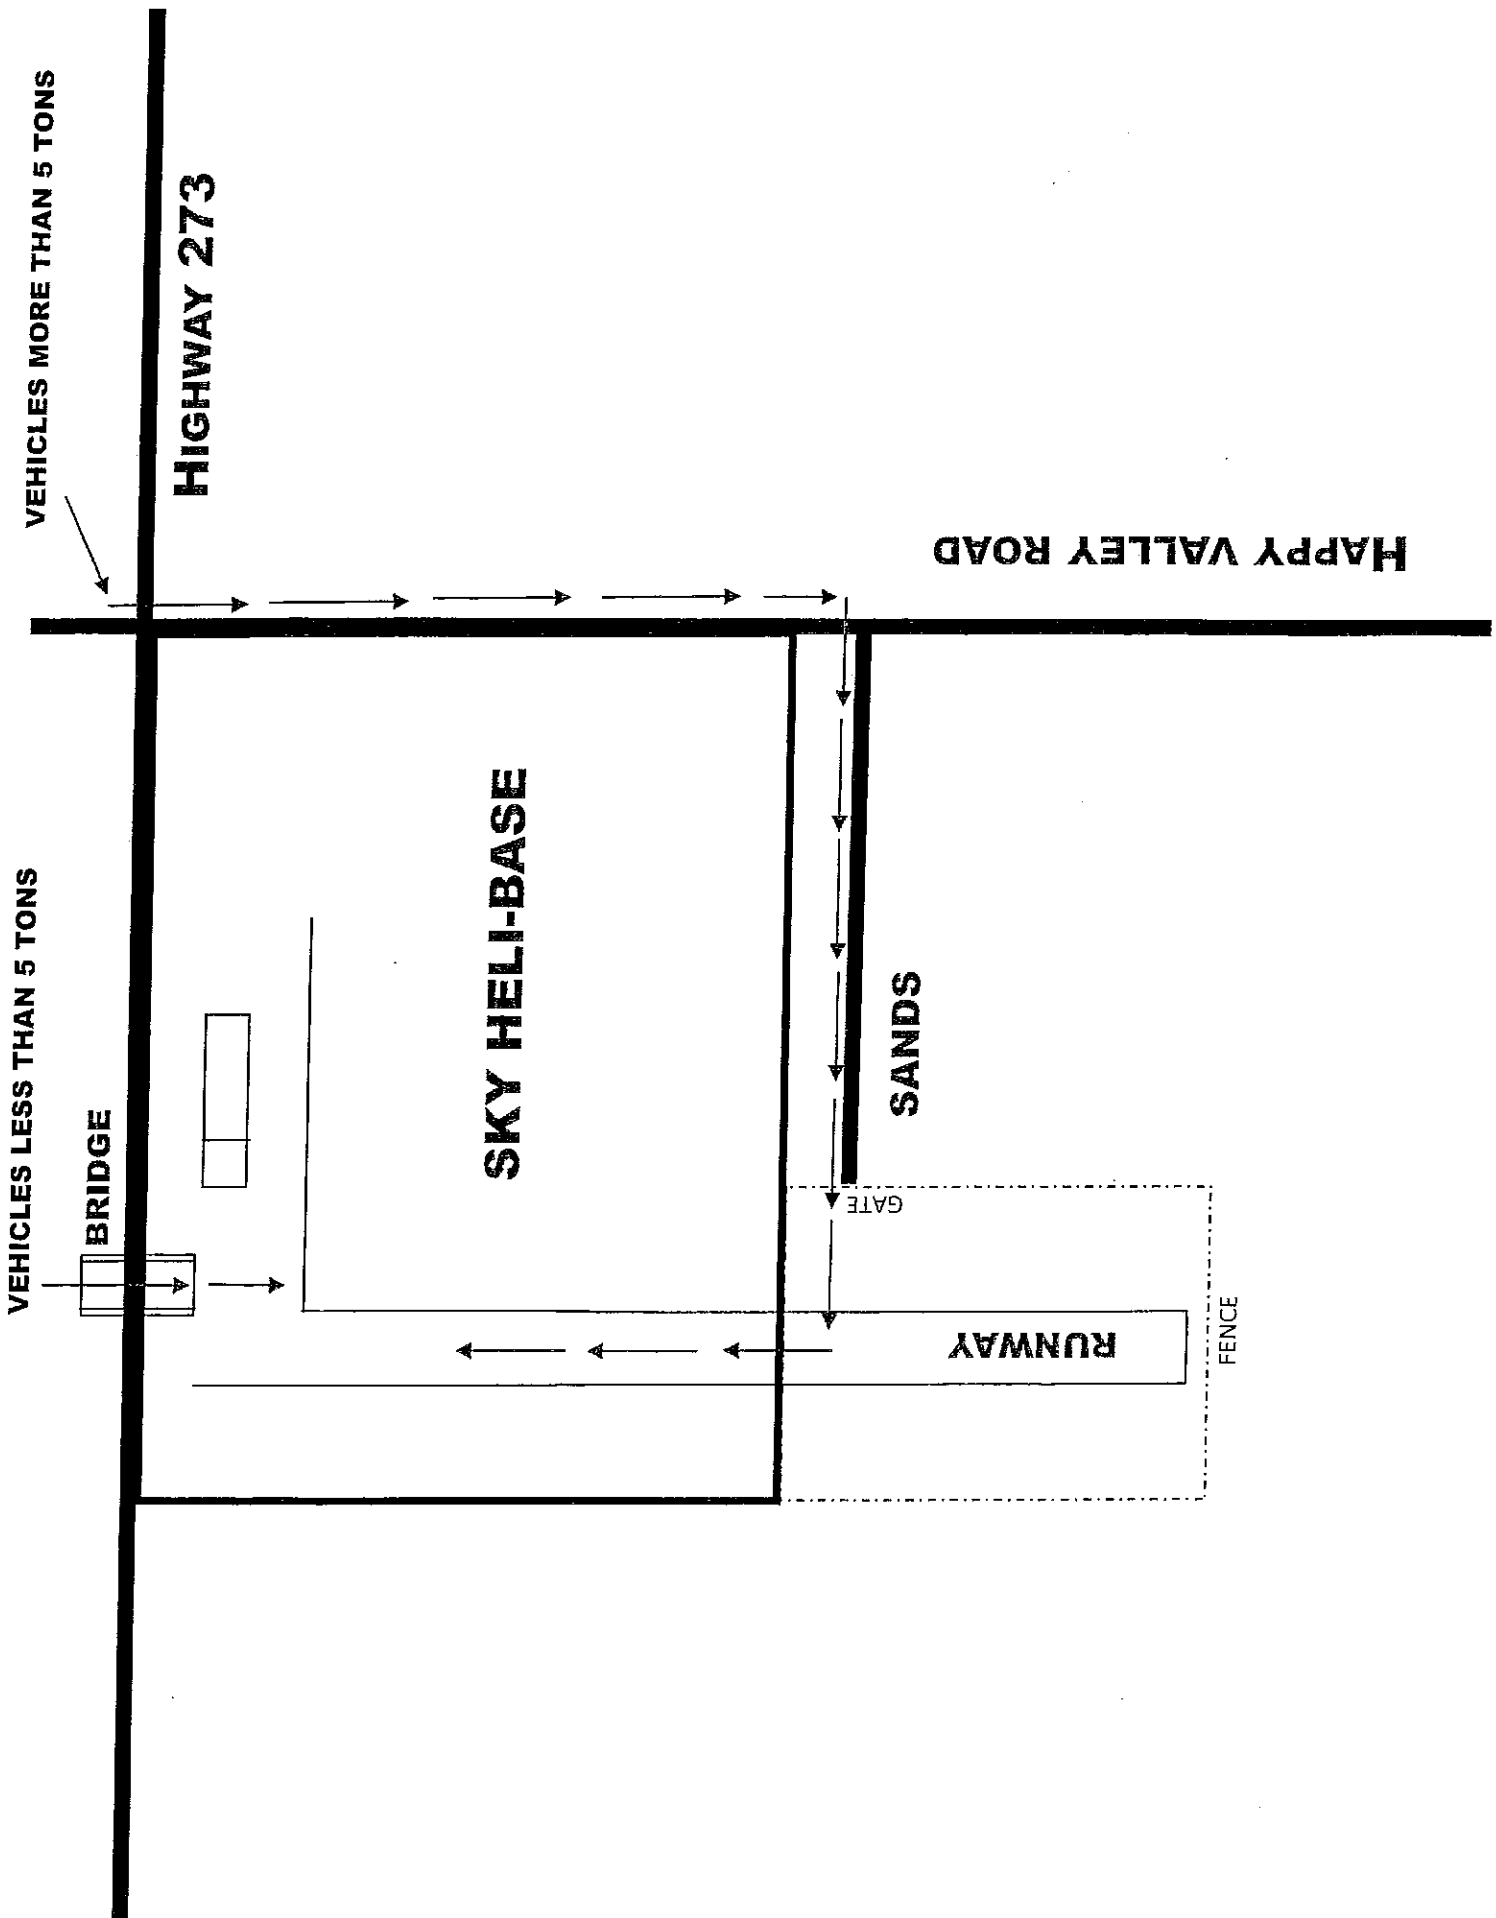 VEHICLES MORE THAN 5 TONS
HIGHWAY 273
HAPPY VALLEY ROAD
VEHICLES LESS THAN 5 TONS
BRIDGE
SKY HELI-BASE
SANDS
GATE
RUNWAY
FENCE